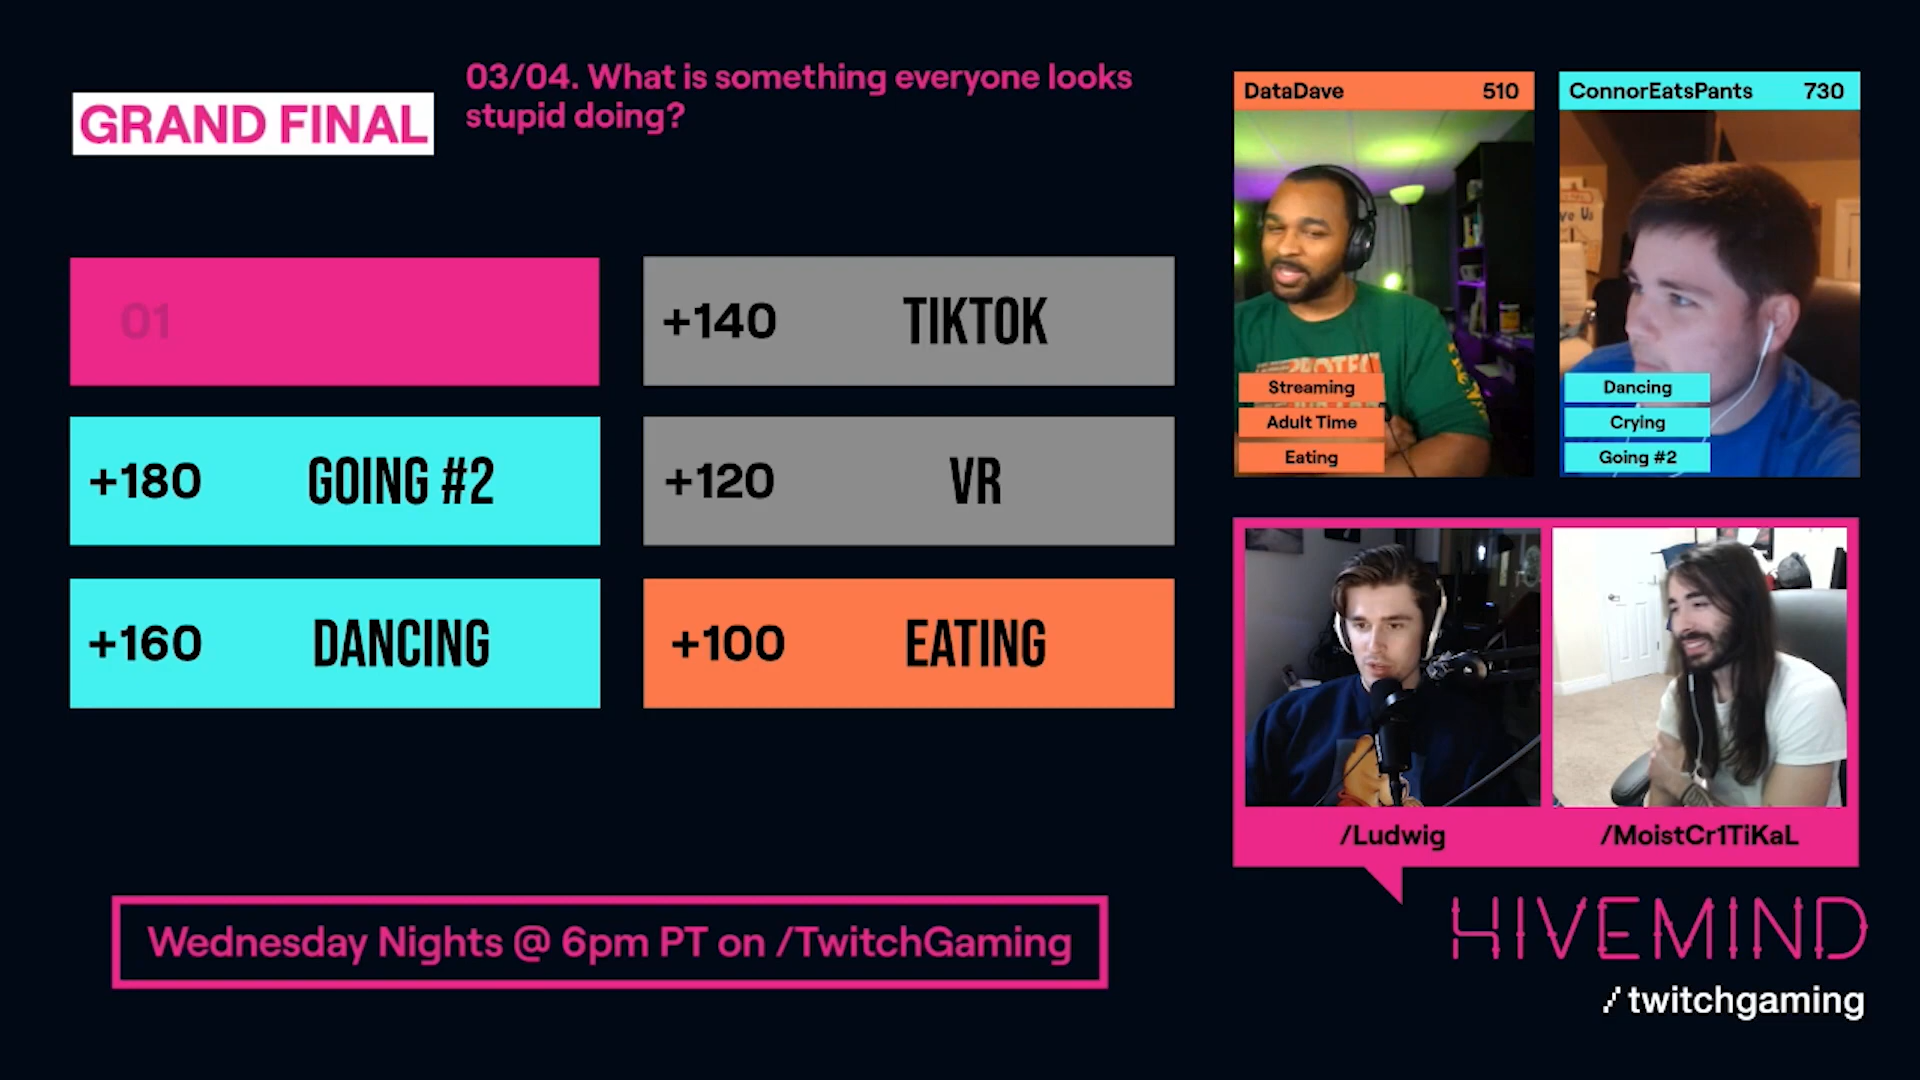 GRAND FINAL
03/04. What is something everyone looks
stupid doing?
01
+140 TIKTOK
+180 GOING #2
+120 VR
+160 DANCING
+100 EATING
DataDave 510
Streaming
Adult Time
Eating
ConnorEatsPants 730
Dancing
Crying
Going #2
/Ludwig
/MoistCr1TiKaL
Wednesday Nights @ 6pm PT on /TwitchGaming
HIVEMIND
/twitchgaming